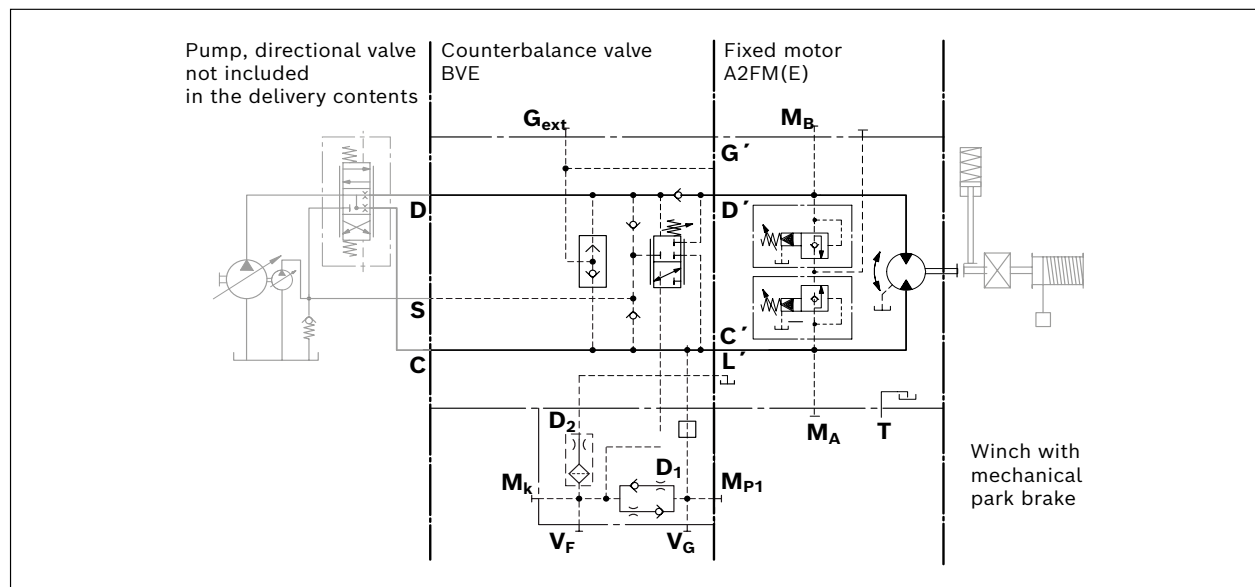 Pump, directional valve
not included
in the delivery contents
Counterbalance valve
BVE
Fixed motor
A2FM(E)
Gext
MB
G´
D
D´
S
C´
C
L´
D2
MA
T
D1
Mk
MP1
VF
VG
Winch with
mechanical
park brake